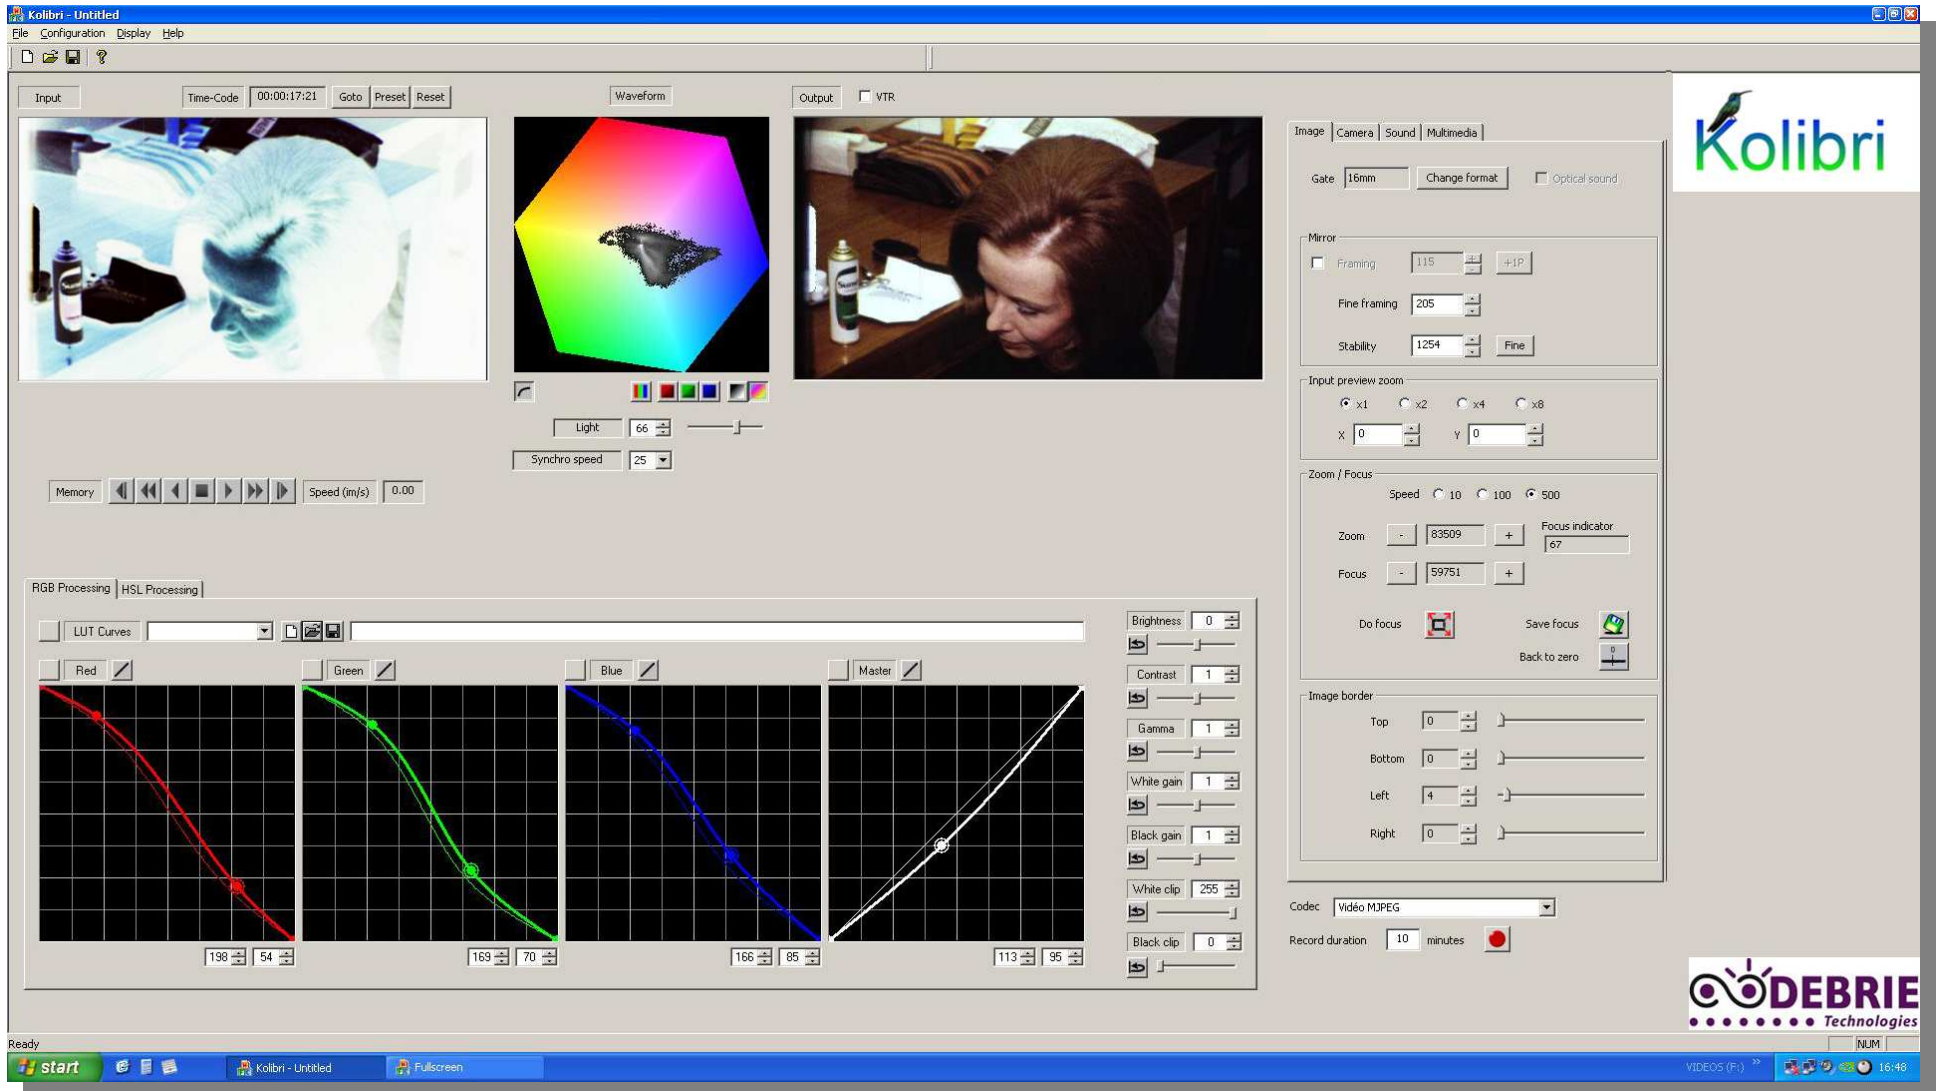 Kolibri - Untitled
File Configuration Display Help
Input Time-Code 00:00:17:21 Goto Preset Reset Waveform Output VTR
Kolibri
Image Camera Sound Multimedia
Gate 16mm Change format Optical sound
Mirror
Framing 115 +1P
Fine framing 205
Stability 1254 Fine
Input preview zoom
x1 x2 x4 x8
X 0 Y 0
Light 66
Synchro speed 25
Memory Speed (im/s) 0.00
Zoom / Focus
Speed 10 100 500
Focus indicator
Zoom - 83509 + 67
Focus - 59751 +
Do focus Save focus
Back to zero 0
RGB Processing HSL Processing
LUT Curves
Red Green Blue Master
198 54 169 70 166 85 113 95
Brightness 0
Contrast 1
Gamma 1
White gain 1
Black gain 1
White clip 255
Black clip 0
Image border
Top 0
Bottom 0
Left 4
Right 0
Codec Vidéo MJPEG
Record duration 10 minutes
DEBRIE
Technologies
Ready NUM
start Kolibri - Untitled Fullscreen VIDEOS (F:) » 16:48